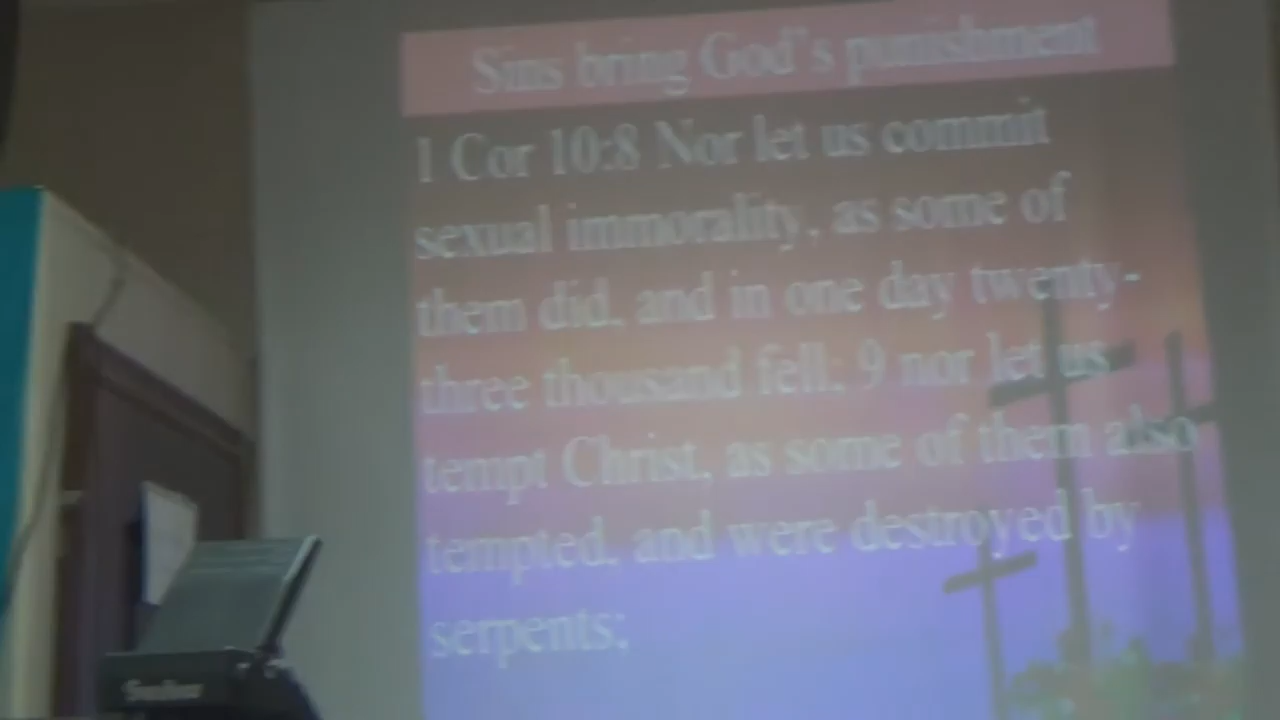 Sins bring God's punishment
1 Cor 10:8 Nor let us commit
sexual immorality, as some of
them did, and in one day twenty-
three thousand fell; 9 nor let us
tempt Christ, as some of them also
tempted, and were destroyed by
serpents;